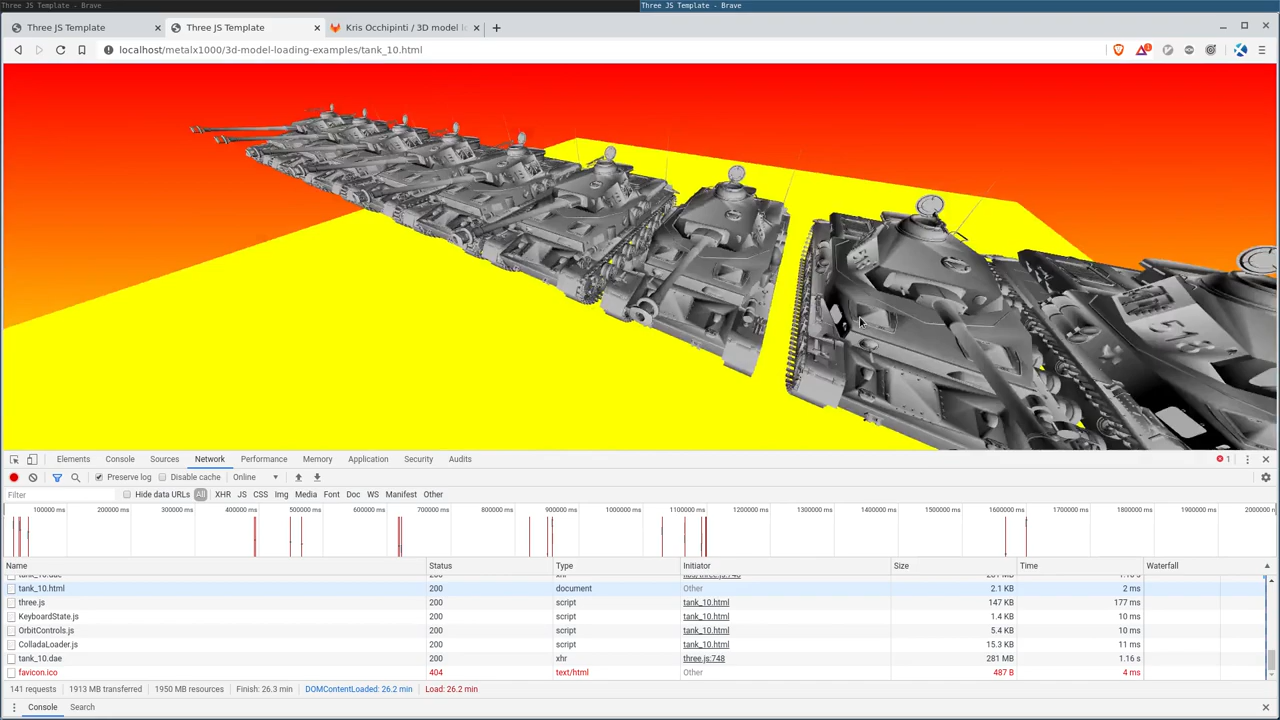 Three JS Template - Brave Three JS Template - Brave
Three JS Template Three JS Template Kris Occhipinti / 3D model l
localhost/metalx1000/3d-model-loading-examples/tank_10.html
Elements Console Sources Network Performance Memory Application Security Audits 1
Preserve log Disable cache Online
Filter Hide data URLs All XHR JS CSS Img Media Font Doc WS Manifest Other
100000 ms 200000 ms 300000 ms 400000 ms 500000 ms 600000 ms 700000 ms 800000 ms 900000 ms 1000000 ms 1100000 ms 1200000 ms 1300000 ms 1400000 ms 1500000 ms 1600000 ms 1700000 ms 1800000 ms 1900000 ms 2000000 n
Name Status Type Initiator Size Time Waterfall
tank_10.html 200 document Other 2.1 KB 2 ms
three.js 200 script tank_10.html 147 KB 177 ms
KeyboardState.js 200 script tank_10.html 1.4 KB 10 ms
OrbitControls.js 200 script tank_10.html 5.4 KB 10 ms
ColladaLoader.js 200 script tank_10.html 15.3 KB 11 ms
tank_10.dae 200 xhr three.js:748 281 MB 1.16 s
favicon.ico 404 text/html Other 487 B 4 ms
141 requests 1913 MB transferred 1950 MB resources Finish: 26.3 min DOMContentLoaded: 26.2 min Load: 26.2 min
Console Search